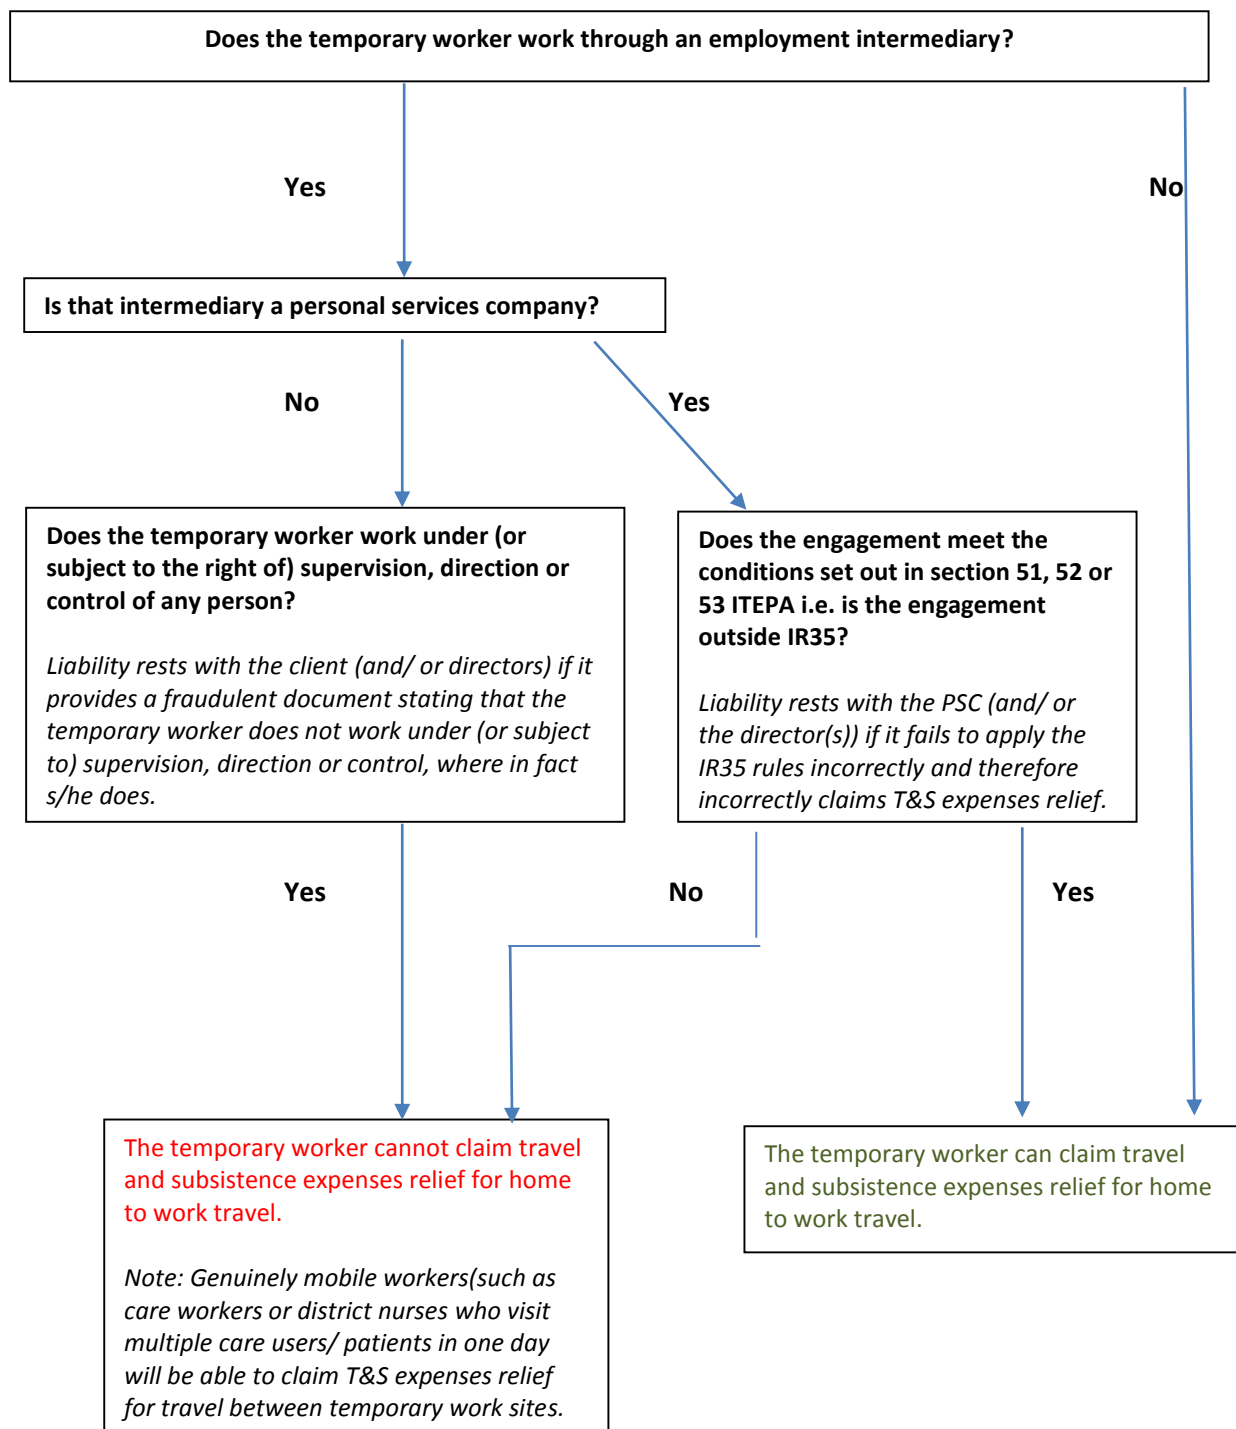 Does the temporary worker work through an employment intermediary?
Yes
No
Is that intermediary a personal services company?
No
Yes
Does the temporary worker work under (or
subject to the right of) supervision, direction or
control of any person?
Liability rests with the client (and/ or directors) if it
provides a fraudulent document stating that the
temporary worker does not work under (or subject
to) supervision, direction or control, where in fact
s/he does.
Does the engagement meet the
conditions set out in section 51, 52 or
53 ITEPA i.e. is the engagement
outside IR35?
Liability rests with the PSC (and/ or
the director(s)) if it fails to apply the
IR35 rules incorrectly and therefore
incorrectly claims T&S expenses relief.
Yes
No
Yes
The temporary worker cannot claim travel
and subsistence expenses relief for home
to work travel.
Note: Genuinely mobile workers(such as
care workers or district nurses who visit
multiple care users/ patients in one day
will be able to claim T&S expenses relief
for travel between temporary work sites.
The temporary worker can claim travel
and subsistence expenses relief for home
to work travel.